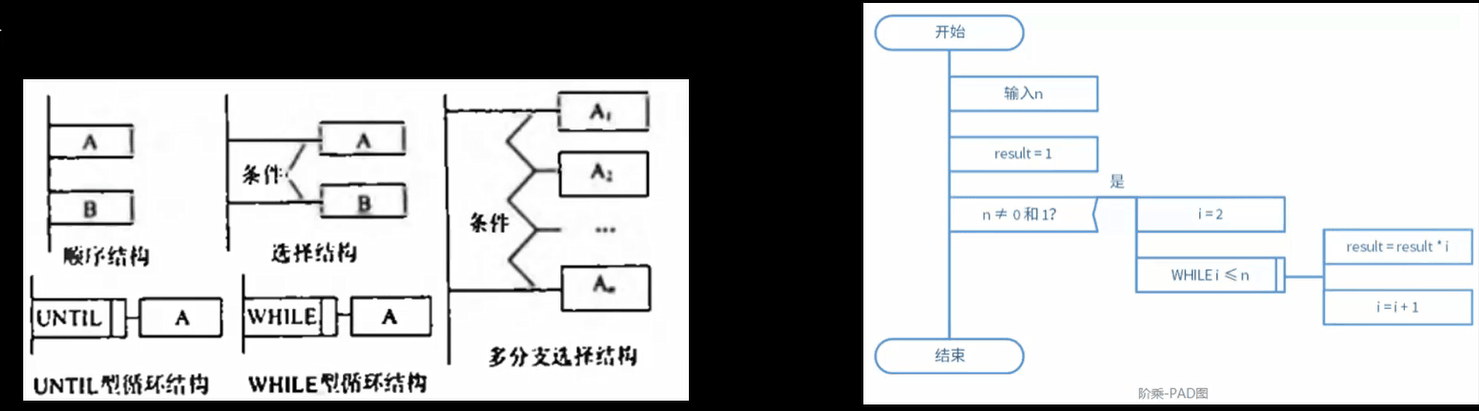 A
B
顺序结构
条件
A
B
选择结构
条件
A₁
A₂
...
Aₙ
多分支选择结构
UNTIL
A
UNTIL型循环结构
WHILE
A
WHILE型循环结构
开始
输入n
result = 1
n ≠ 0和1?
是
i = 2
WHILE i ≤ n
result = result * i
i = i + 1
结束
阶乘-PAD图